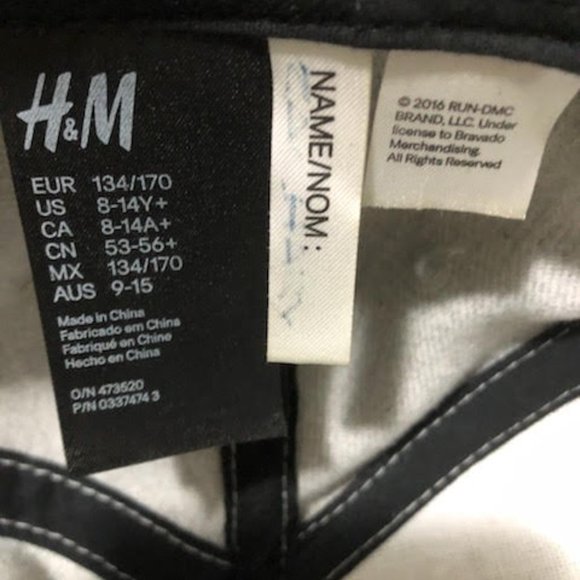 H&M
EUR 134/170
US 8-14Y+
CA 8-14A+
CN 53-56+
MX 134/170
AUS 9-15
Made in China
Fabricado em China
Fabriqué en Chine
Hecho en China
O/N 473520
P/N 0337474 3
NAME/NOM:
© 2016 RUN-DMC
BRAND, LLC. Under
license to Bravado
Merchandising.
All Rights Reserved